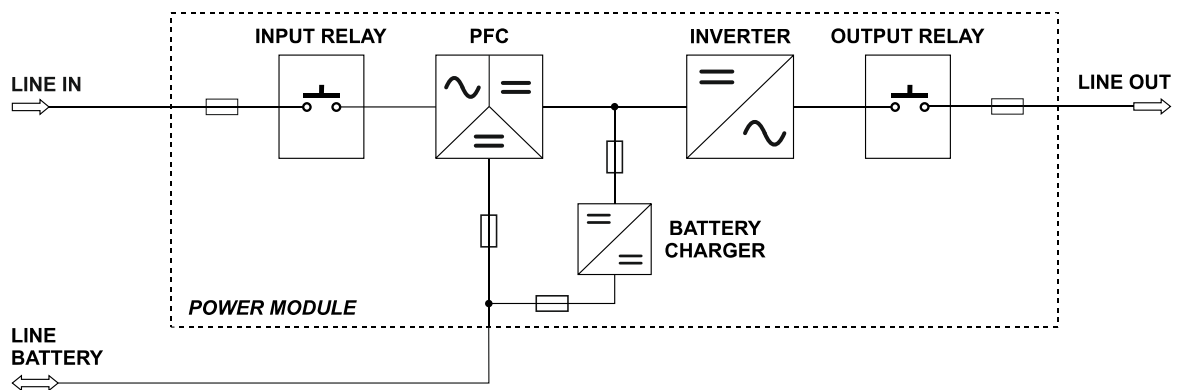 INPUT RELAY
PFC
INVERTER
OUTPUT RELAY
LINE IN
LINE OUT
BATTERY
CHARGER
POWER MODULE
LINE
BATTERY